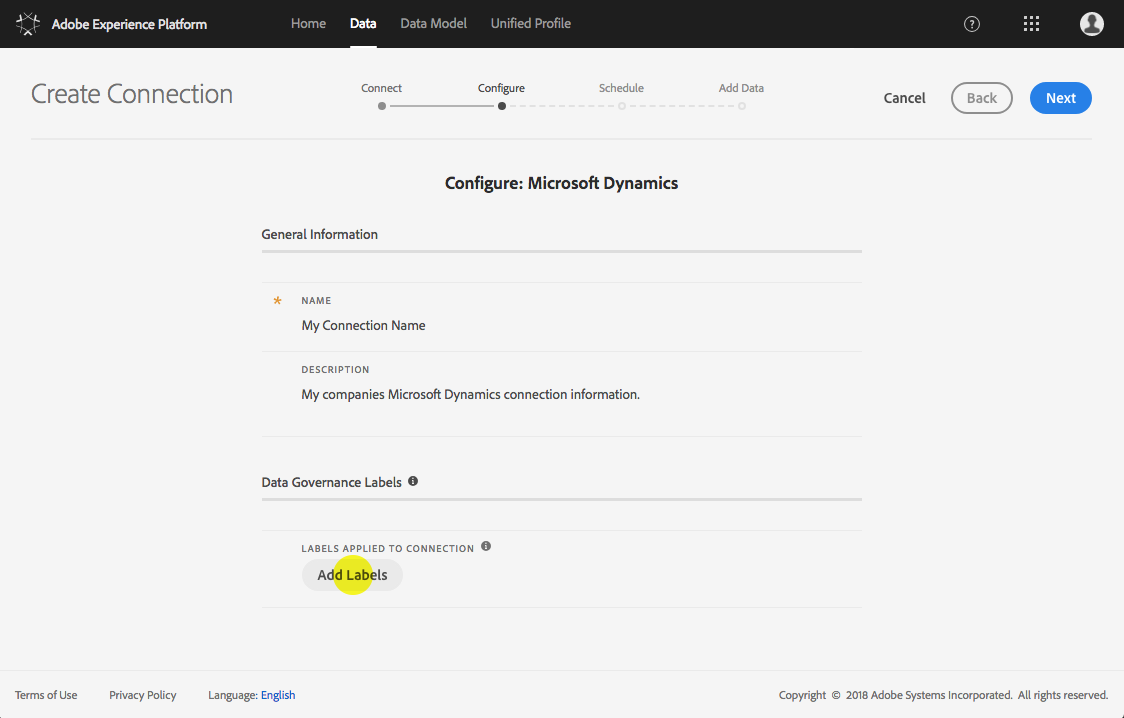 Adobe Experience Platform Home Data Data Model Unified Profile ?
Create Connection
Connect Configure Schedule Add Data
Cancel Back Next
Configure: Microsoft Dynamics
General Information
* NAME
My Connection Name
DESCRIPTION
My companies Microsoft Dynamics connection information.
Data Governance Labels
LABELS APPLIED TO CONNECTION
Add Labels
Terms of Use Privacy Policy Language: English Copyright © 2018 Adobe Systems Incorporated. All rights reserved.